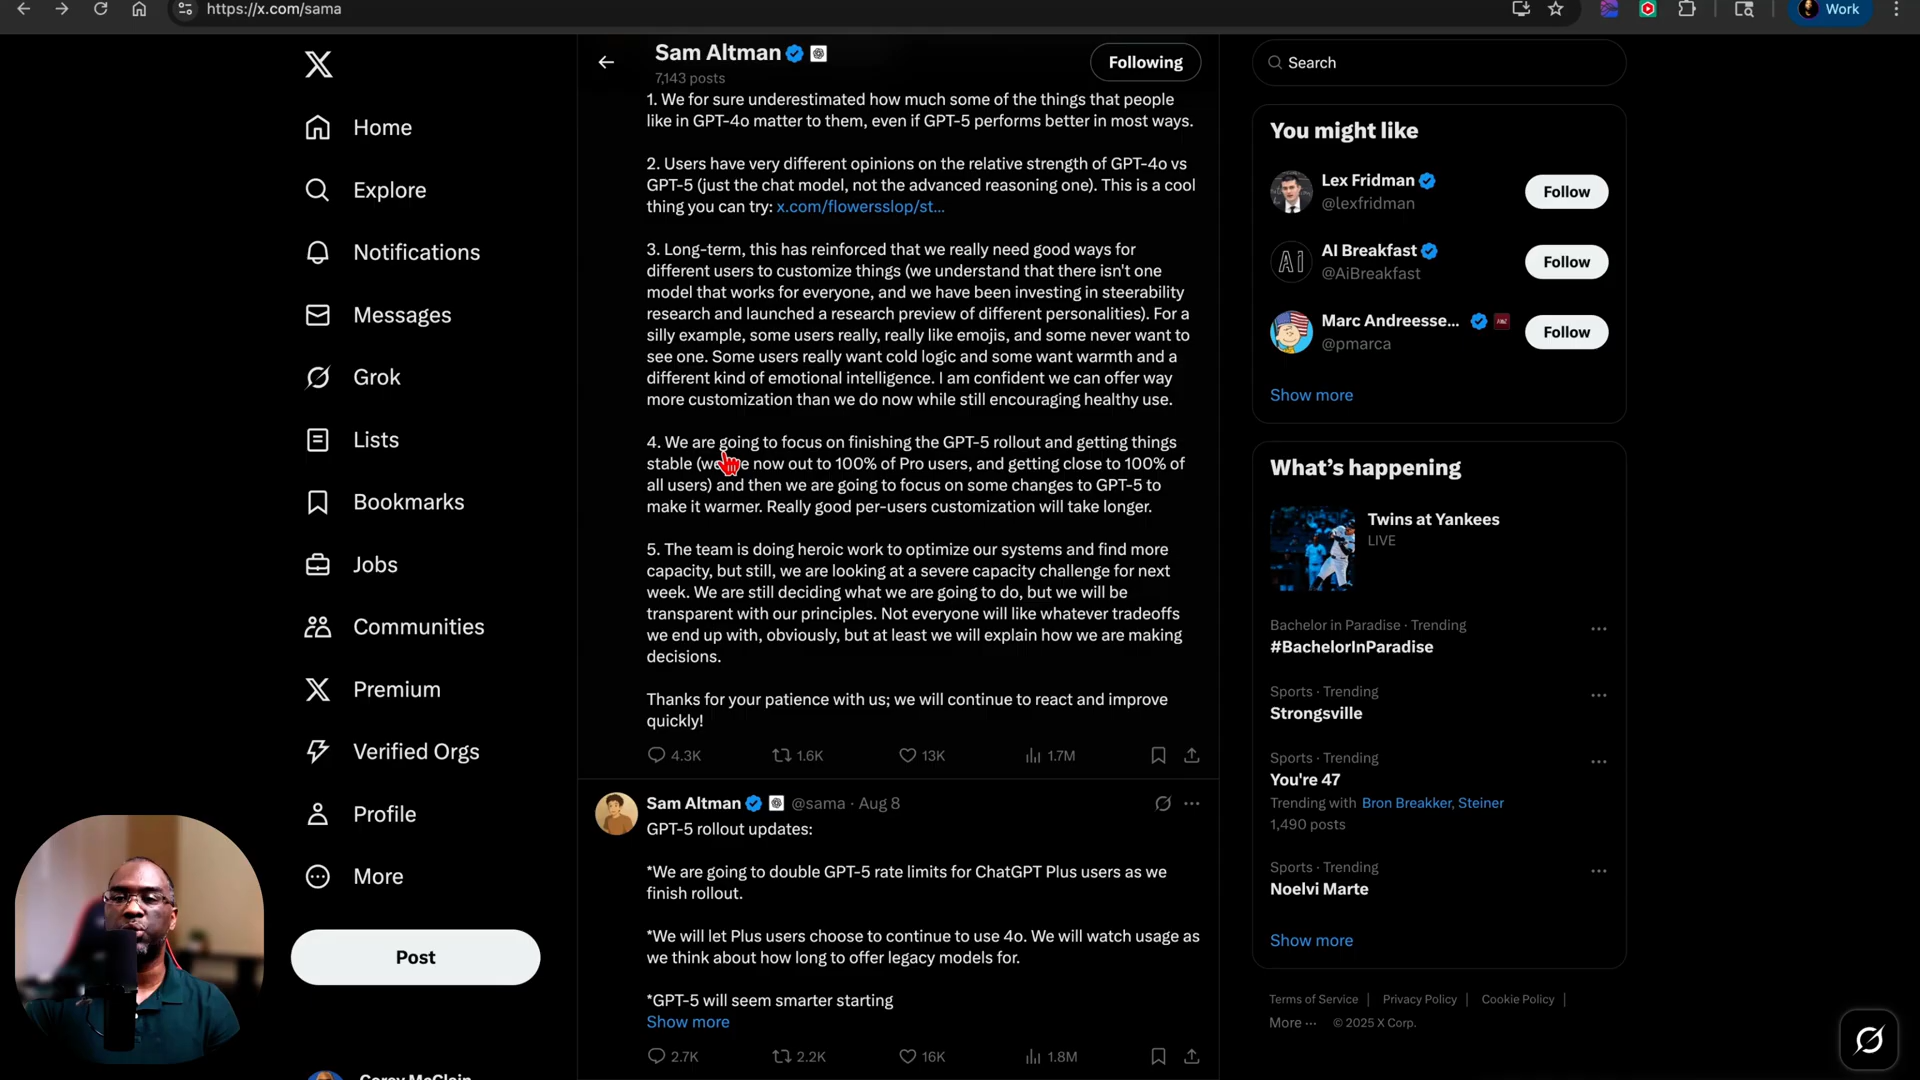 https://x.com/sama
Work
Home
Explore
Notifications
Messages
Grok
Lists
Bookmarks
Jobs
Communities
Premium
Verified Orgs
Profile
More
Post
Sam Altman
7,143 posts
Following
1. We for sure underestimated how much some of the things that people
like in GPT-4o matter to them, even if GPT-5 performs better in most ways.
2. Users have very different opinions on the relative strength of GPT-4o vs
GPT-5 (just the chat model, not the advanced reasoning one). This is a cool
thing you can try: x.com/flowersslop/st...
3. Long-term, this has reinforced that we really need good ways for
different users to customize things (we understand that there isn't one
model that works for everyone, and we have been investing in steerability
research and launched a research preview of different personalities). For a
silly example, some users really, really like emojis, and some never want to
see one. Some users really want cold logic and some want warmth and a
different kind of emotional intelligence. I am confident we can offer way
more customization than we do now while still encouraging healthy use.
4. We are going to focus on finishing the GPT-5 rollout and getting things
stable ( now out to 100% of Pro users, and getting close to 100% of
all users) and then we are going to focus on some changes to GPT-5 to
make it warmer. Really good per-users customization will take longer.
5. The team is doing heroic work to optimize our systems and find more
capacity, but still, we are looking at a severe capacity challenge for next
week. We are still deciding what we are going to do, but we will be
transparent with our principles. Not everyone will like whatever tradeoffs
we end up with, obviously, but at least we will explain how we are making
decisions.
Thanks for your patience with us; we will continue to react and improve
quickly!
4.3K 1.6K 13K 1.7M
Sam Altman @sama · Aug 8
GPT-5 rollout updates:
*We are going to double GPT-5 rate limits for ChatGPT Plus users as we
finish rollout.
*We will let Plus users choose to continue to use 4o. We will watch usage as
we think about how long to offer legacy models for.
*GPT-5 will seem smarter starting
Show more
2.7K 2.2K 16K 1.8M
Search
You might like
Lex Fridman
@lexfridman
Follow
Ai
AI Breakfast
@AiBreakfast
Follow
Marc Andreesse...
@pmarca
Follow
Show more
What's happening
Twins at Yankees
LIVE
Bachelor in Paradise · Trending
#BachelorInParadise
Sports · Trending
Strongsville
Sports · Trending
You're 47
Trending with Bron Breakker, Steiner
1,490 posts
Sports · Trending
Noelvi Marte
Show more
Terms of Service | Privacy Policy | Cookie Policy |
More ··· © 2025 X Corp.